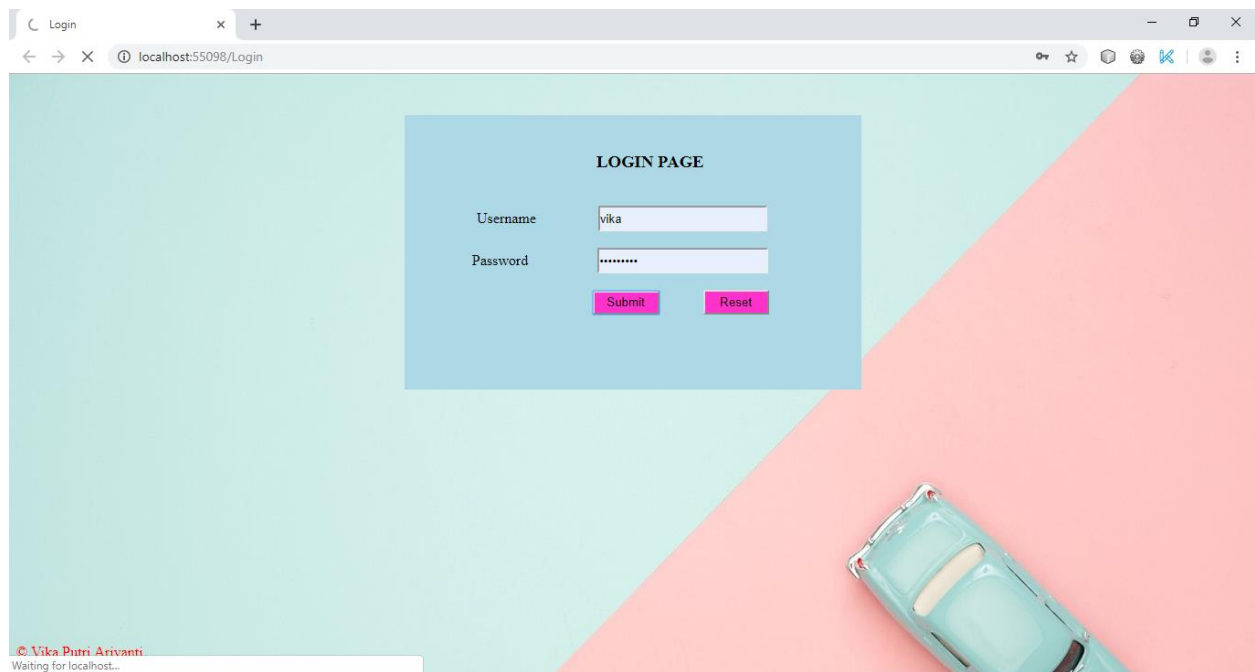 Login
localhost:55098/Login
LOGIN PAGE
Username
vika
Password
•••••••••
Submit Reset
© Vika Putri Ariyanti
Waiting for localhost...